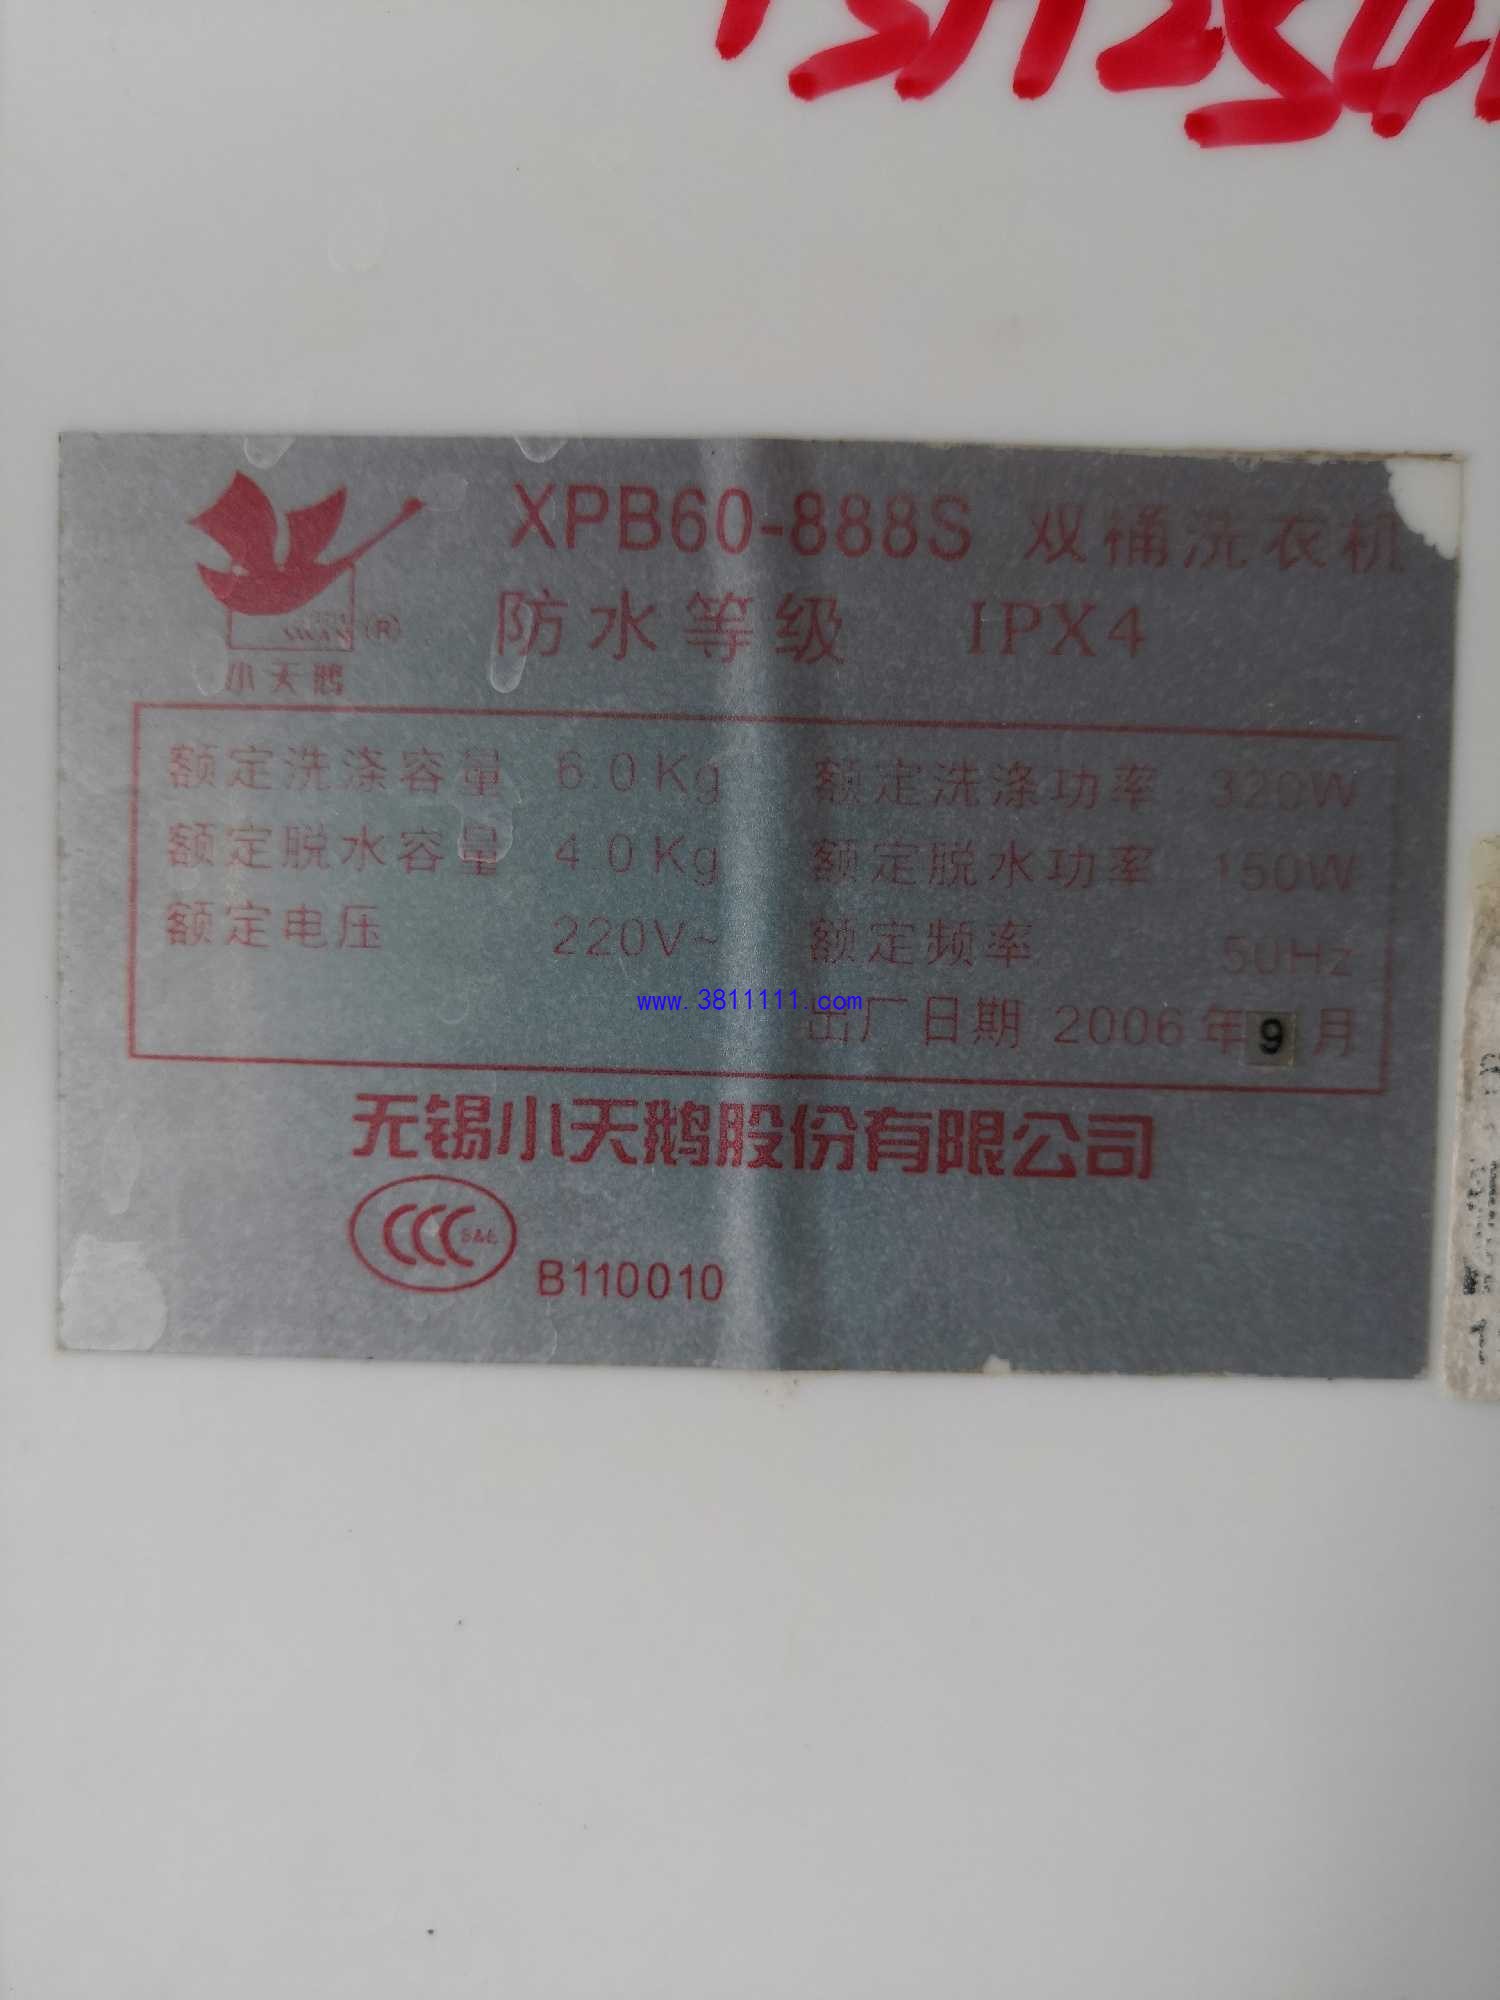 XPB60-888S 双桶洗衣机
防水等级 IPX4
SWAN (R)
小天鹅
额定洗涤容量 6.0Kg 额定洗涤功率 320W
额定脱水容量 4.0Kg 额定脱水功率 150W
额定电压 220V~ 额定频率 50Hz
www.3811111.com
出厂日期 2006年9月
无锡小天鹅股份有限公司
CCC S&E
B110010